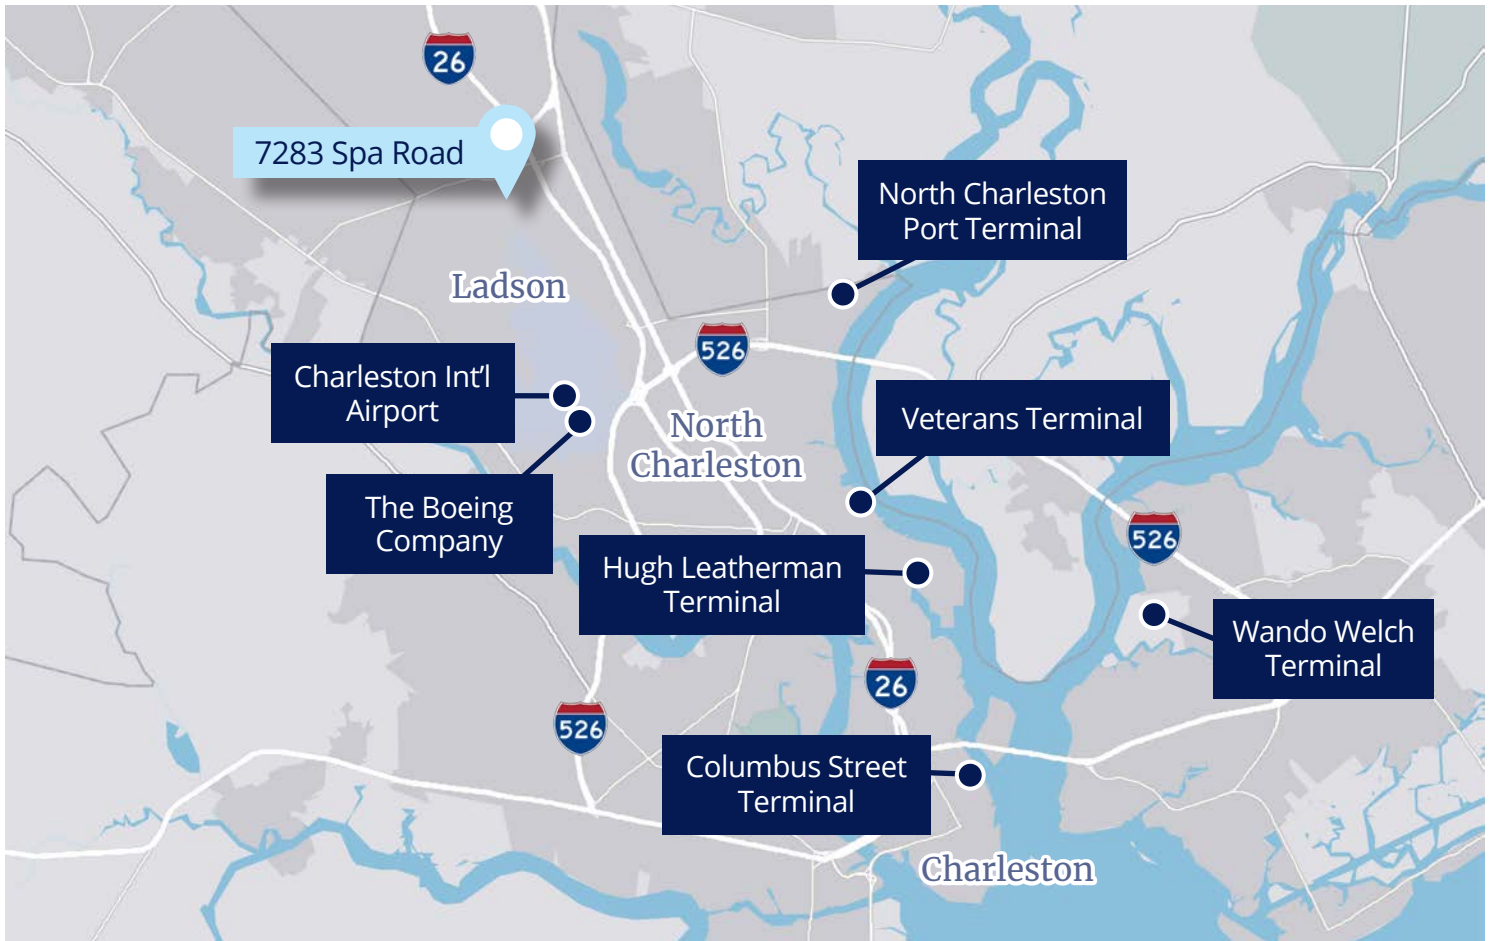 26
7283 Spa Road
North Charleston
Port Terminal
Ladson
526
Charleston Int'l
Airport
North
Charleston
Veterans Terminal
The Boeing
Company
526
Hugh Leatherman
Terminal
Wando Welch
Terminal
26
526
Columbus Street
Terminal
Charleston